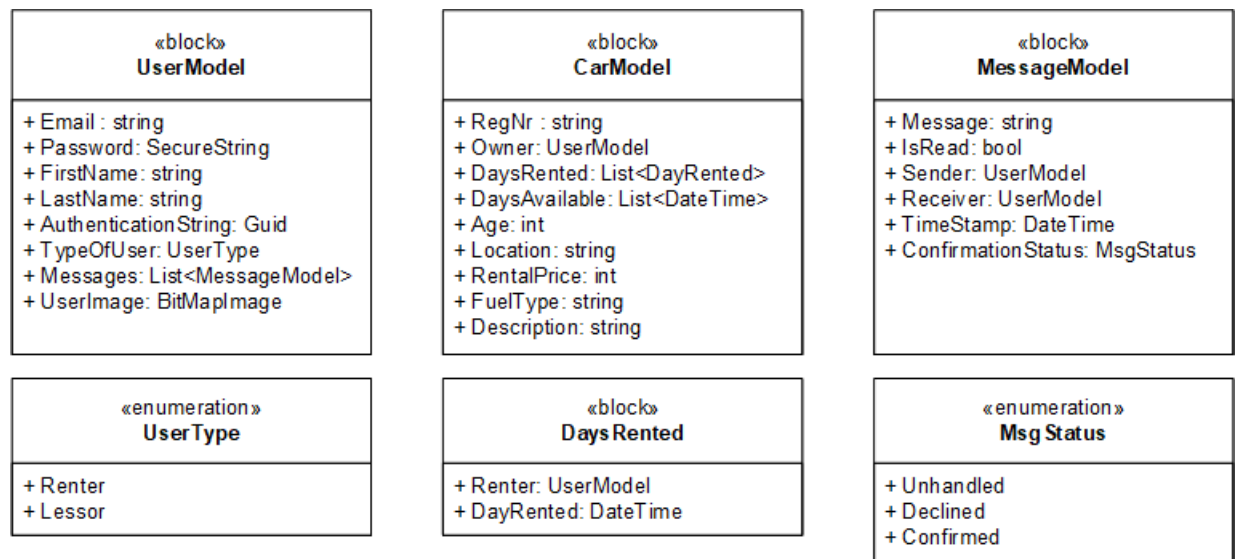 «block»
UserModel
+ Email : string
+ Password: SecureString
+ FirstName: string
+ LastName: string
+ AuthenticationString: Guid
+ TypeOfUser: UserType
+ Messages: List<MessageModel>
+ UserImage: BitMapImage
«block»
CarModel
+ RegNr : string
+ Owner: UserModel
+ DaysRented: List<DayRented>
+ DaysAvailable: List<DateTime>
+ Age: int
+ Location: string
+ RentalPrice: int
+ FuelType: string
+ Description: string
«block»
MessageModel
+ Message: string
+ IsRead: bool
+ Sender: UserModel
+ Receiver: UserModel
+ TimeStamp: DateTime
+ ConfirmationStatus: MsgStatus
«enumeration»
UserType
+ Renter
+ Lessor
«block»
DaysRented
+ Renter: UserModel
+ DayRented: DateTime
«enumeration»
MsgStatus
+ Unhandled
+ Declined
+ Confirmed